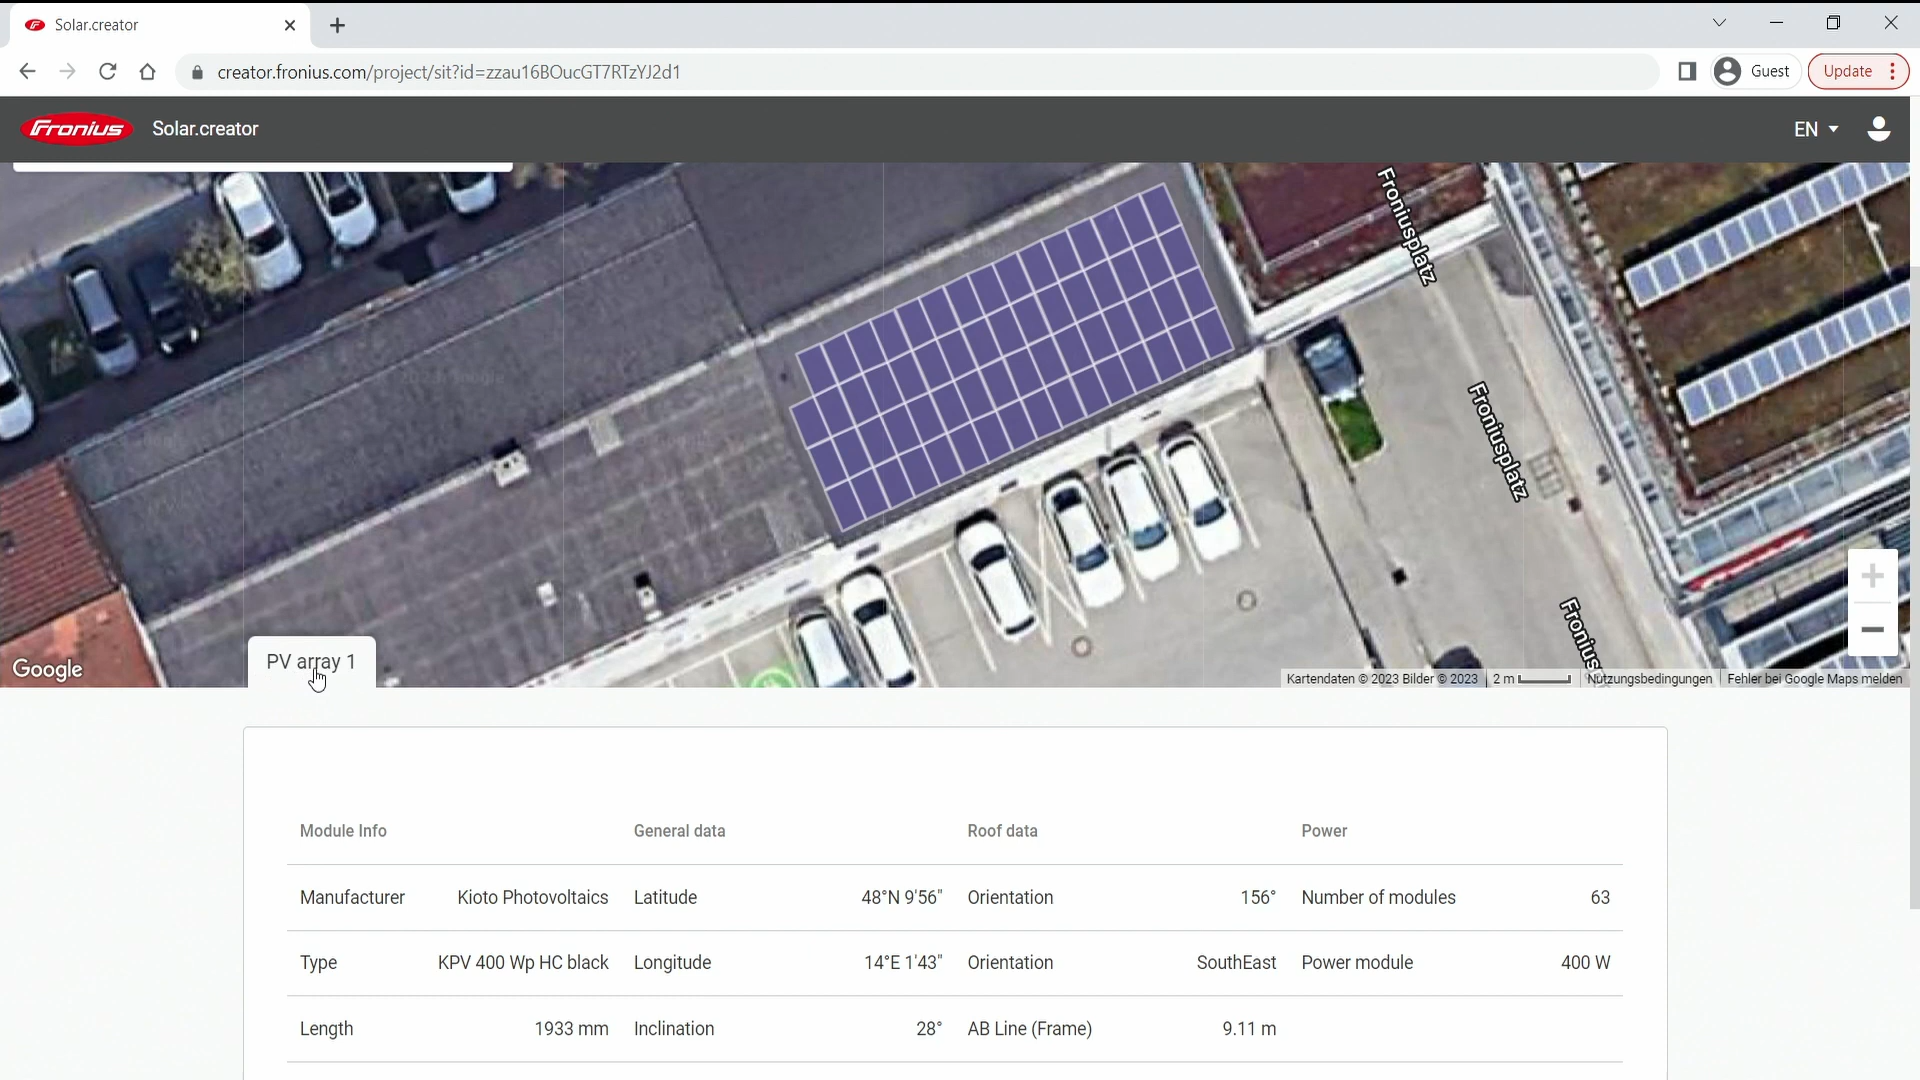 Solar.creator
creator.fronius.com/project/sit?id=zzau16BOucGT7RTzYJ2d1
Guest
Update
Fronius
Solar.creator
EN
Froniusplatz
Froniusplatz
Fronius
Google
PV array 1
Kartendaten © 2023 Bilder © 2023
2 m
Nutzungsbedingungen
Fehler bei Google Maps melden
Module Info General data Roof data Power
Manufacturer Kioto Photovoltaics Latitude 48°N 9'56" Orientation 156° Number of modules 63
Type KPV 400 Wp HC black Longitude 14°E 1'43" Orientation SouthEast Power module 400 W
Length 1933 mm Inclination 28° AB Line (Frame) 9.11 m